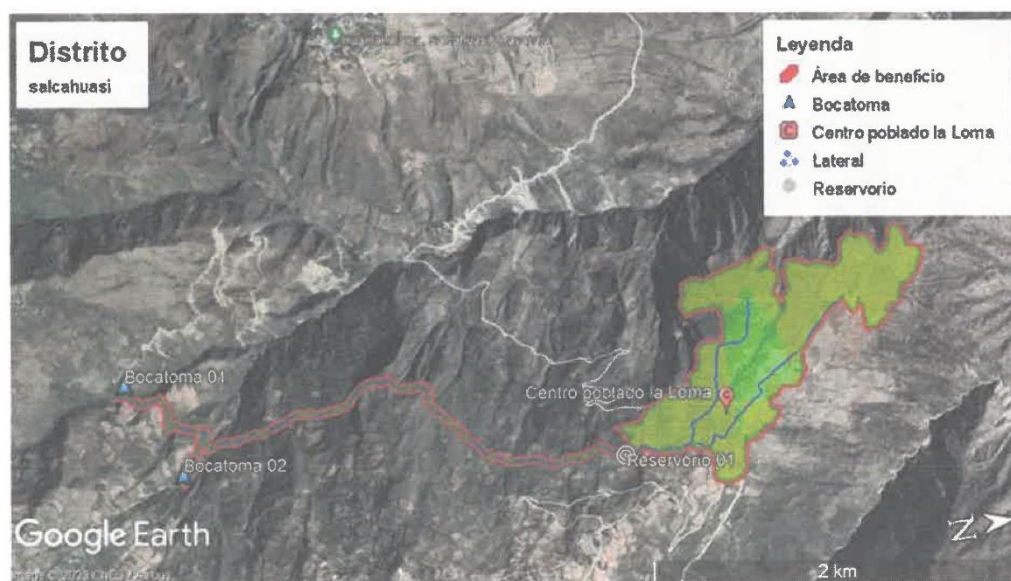 Distrito
salcahuasi
Leyenda
Área de beneficio
Bocatoma
C Centro poblado la Loma
Lateral
Reservorio
Bocatoma 01
Centro poblado la Loma
C
Reservorio 01
Bocatoma 02
Google Earth
2 km